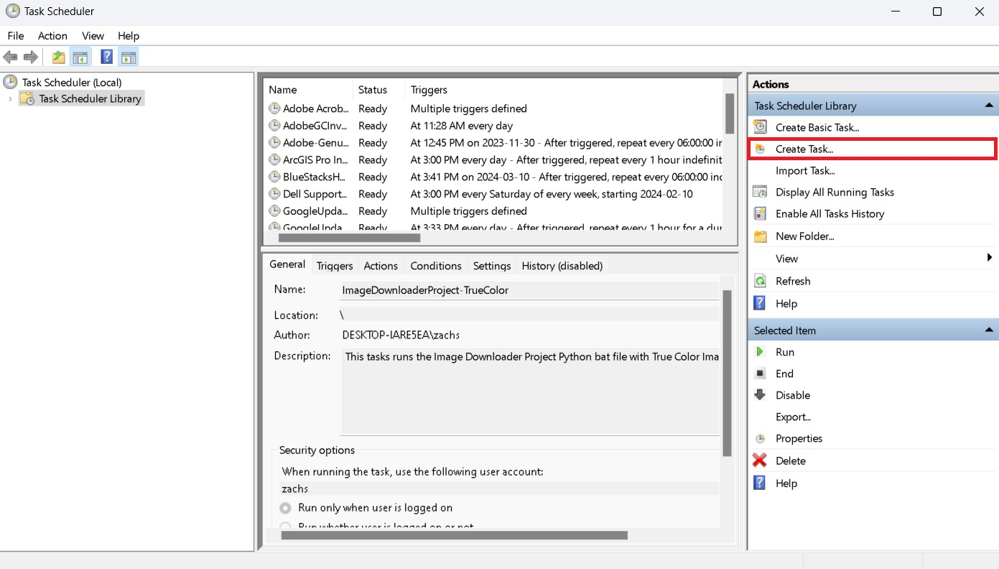 Task Scheduler
File Action View Help
Task Scheduler (Local)
Task Scheduler Library
Name Status Triggers
Adobe Acrob... Ready Multiple triggers defined
AdobeGCInv... Ready At 11:28 AM every day
Adobe-Genu... Ready At 12:45 PM on 2023-11-30 - After triggered, repeat every 06:00:00 in
ArcGIS Pro In... Ready At 3:00 PM every day - After triggered, repeat every 1 hour indefinit
BlueStacksH... Ready At 3:41 PM on 2024-03-10 - After triggered, repeat every 06:00:00 inc
Dell Support... Ready At 3:00 PM every Saturday of every week, starting 2024-02-10
GoogleUpda... Ready Multiple triggers defined
GoogleUpda... Ready At 3:33 PM every day - After triggered, repeat every 1 hour for a dur
General Triggers Actions Conditions Settings History (disabled)
Name: ImageDownloaderProject-TrueColor
Location: \
Author: DESKTOP-IARE5EA\zachs
Description: This tasks runs the Image Downloader Project Python bat file with True Color Ima
Security options
When running the task, use the following user account:
zachs
Run only when user is logged on
Run whether user is logged on or not
Actions
Task Scheduler Library
Create Basic Task...
Create Task...
Import Task...
Display All Running Tasks
Enable All Tasks History
New Folder...
View
Refresh
Help
Selected Item
Run
End
Disable
Export...
Properties
Delete
Help